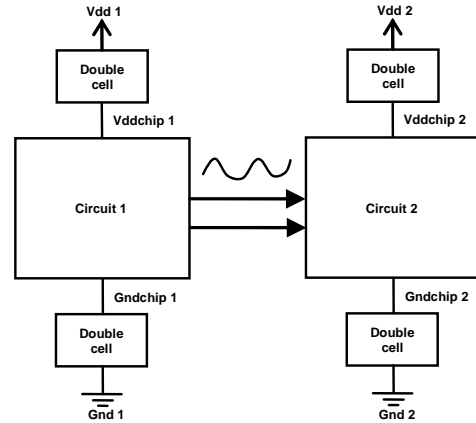 Vdd 1
Vdd 2
Double
cell
Double
cell
Vddchip 1
Vddchip 2
Circuit 1
Circuit 2
Gndchip 1
Gndchip 2
Double
cell
Double
cell
Gnd 1
Gnd 2